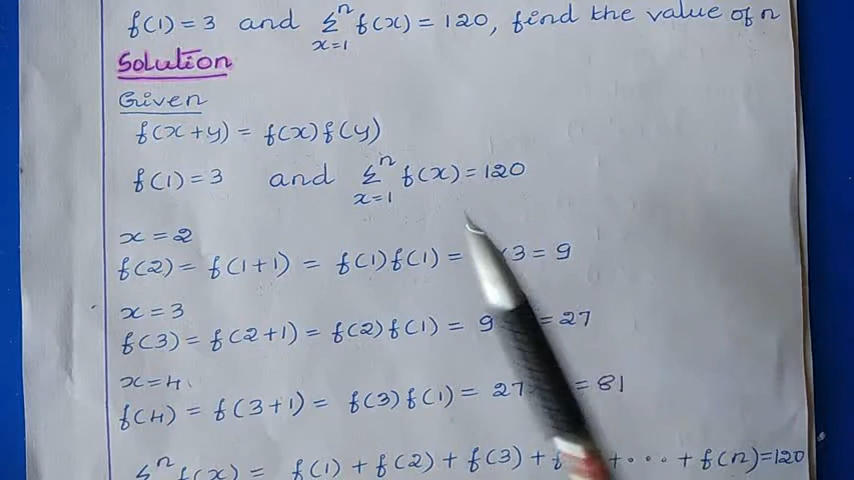 f(1) = 3 and Σ f(x) = 120, find the value of n
n
x=1
Solution
Given
f(x+y) = f(x)f(y)
f(1) = 3 and Σ f(x) = 120
n
x=1
x = 2
f(2) = f(1+1) = f(1)f(1) = ×3 = 9
x = 3
f(3) = f(2+1) = f(2)f(1) = 9 = 27
x = 4
f(4) = f(3+1) = f(3)f(1) = 27 = 81
Σ n f(x) = f(1) + f(2) + f(3) + f + ... + f(n) = 120